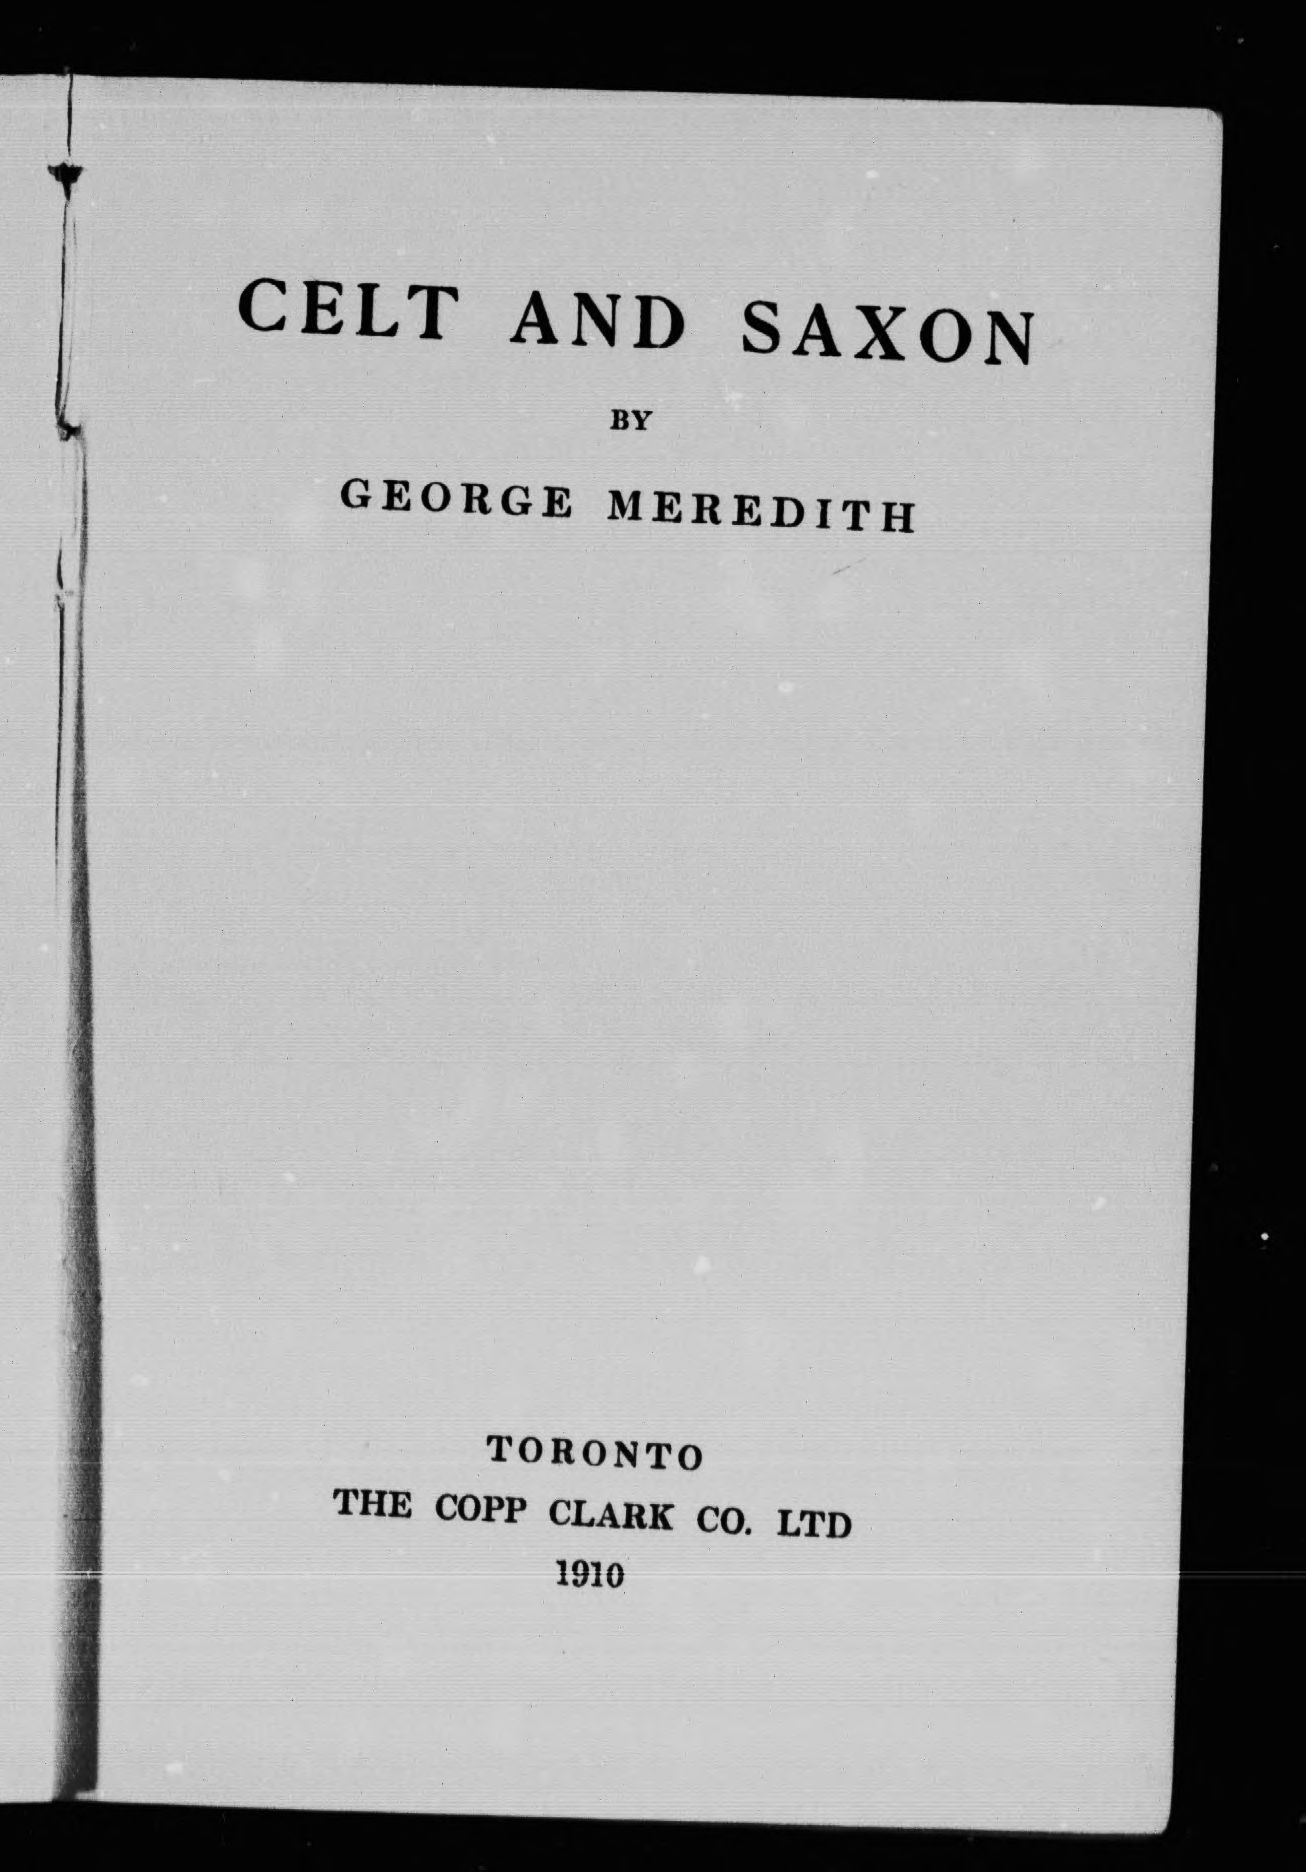 CELT AND SAXON
BY
GEORGE MEREDITH
TORONTO
THE COPP CLARK CO. LTD
1910